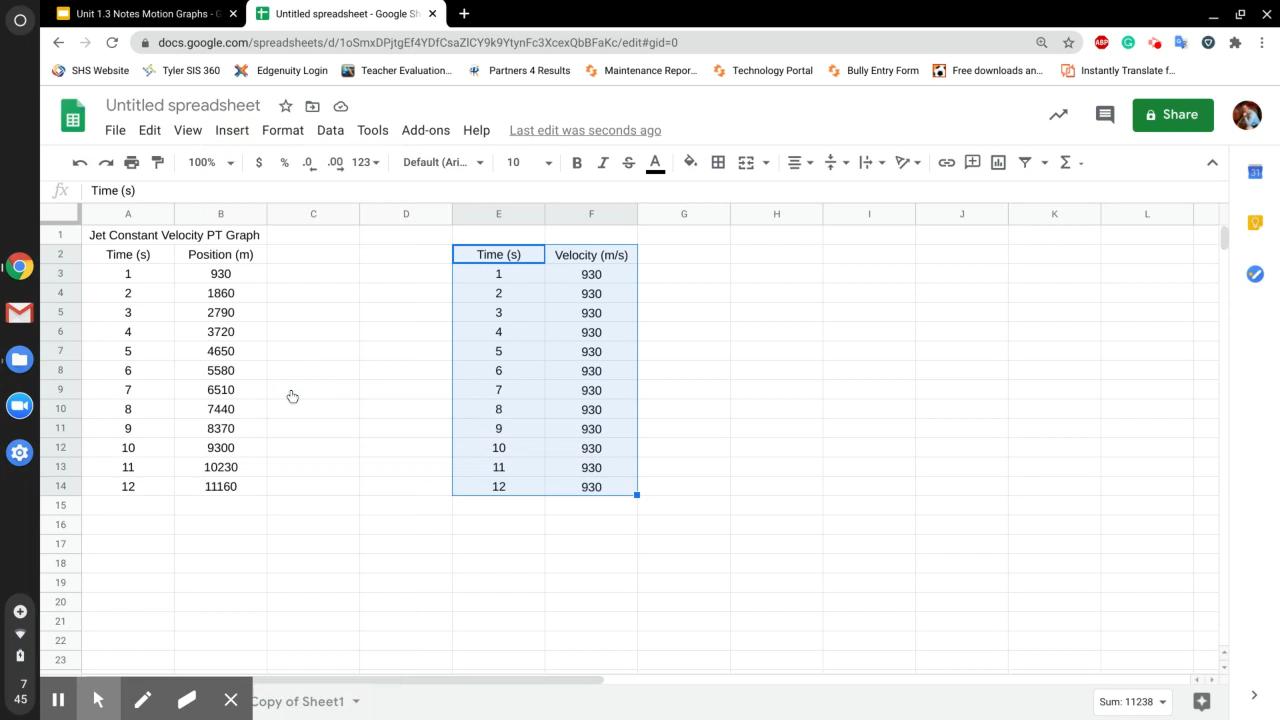 Unit 1.3 Notes Motion Graphs - G
Untitled spreadsheet - Google Sh
docs.google.com/spreadsheets/d/1oSmxDPjtpEf4YDfCsaZlCY9k9YtynFc3XcexQbBFaKc/edit#gid=0
SHS Website Tyler SIS 360 Edgenuity Login Teacher Evaluation... Partners 4 Results Maintenance Repor... Technology Portal Bully Entry Form Free downloads an... Instantly Translate f...
Untitled spreadsheet
File Edit View Insert Format Data Tools Add-ons Help Last edit was seconds ago
Share
100% $ % .0 .00 123 Default (Ari... 10 B I S A Σ
fx Time (s)
A B C D E F G H I J K L
1 Jet Constant Velocity PT Graph
2 Time (s) Position (m) Time (s) Velocity (m/s)
3 1 930 1 930
4 2 1860 2 930
5 3 2790 3 930
6 4 3720 4 930
7 5 4650 5 930
8 6 5580 6 930
9 7 6510 7 930
10 8 7440 8 930
11 9 8370 9 930
12 10 9300 10 930
13 11 10230 11 930
14 12 11160 12 930
15
16
17
18
19
20
21
22
23
31
7
45
Copy of Sheet1
Sum: 11238